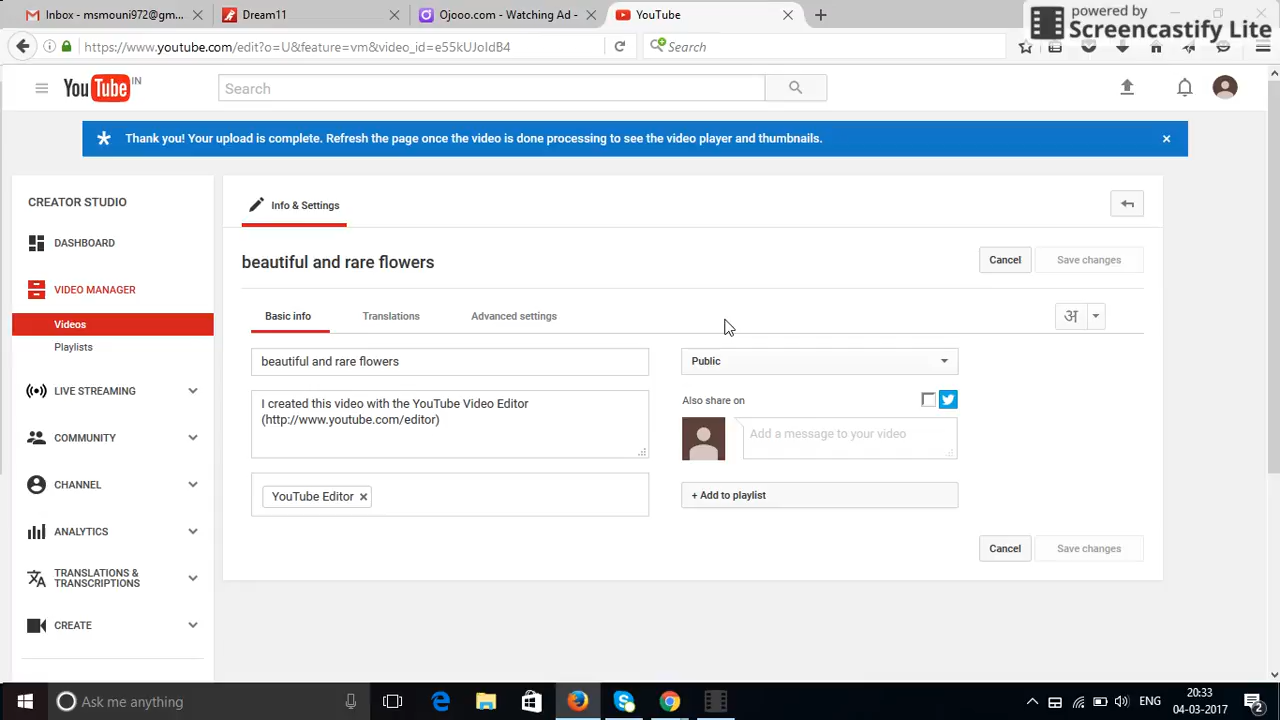 Inbox - msmouni972@gm...
Dream11
Ojooo.com - Watching Ad -
YouTube
powered by
Screencastify Lite
https://www.youtube.com/edit?o=U&feature=vm&video_id=e55kUJoIdB4
Search
YouTube IN
Search
Thank you! Your upload is complete. Refresh the page once the video is done processing to see the video player and thumbnails.
CREATOR STUDIO
DASHBOARD
VIDEO MANAGER
Videos
Playlists
LIVE STREAMING
COMMUNITY
CHANNEL
ANALYTICS
TRANSLATIONS &
TRANSCRIPTIONS
CREATE
Info & Settings
beautiful and rare flowers
Cancel
Save changes
Basic info
Translations
Advanced settings
अ
beautiful and rare flowers
Public
I created this video with the YouTube Video Editor
(http://www.youtube.com/editor)
Also share on
Add a message to your video
YouTube Editor
+ Add to playlist
Cancel
Save changes
Ask me anything
ENG
20:33
04-03-2017
2